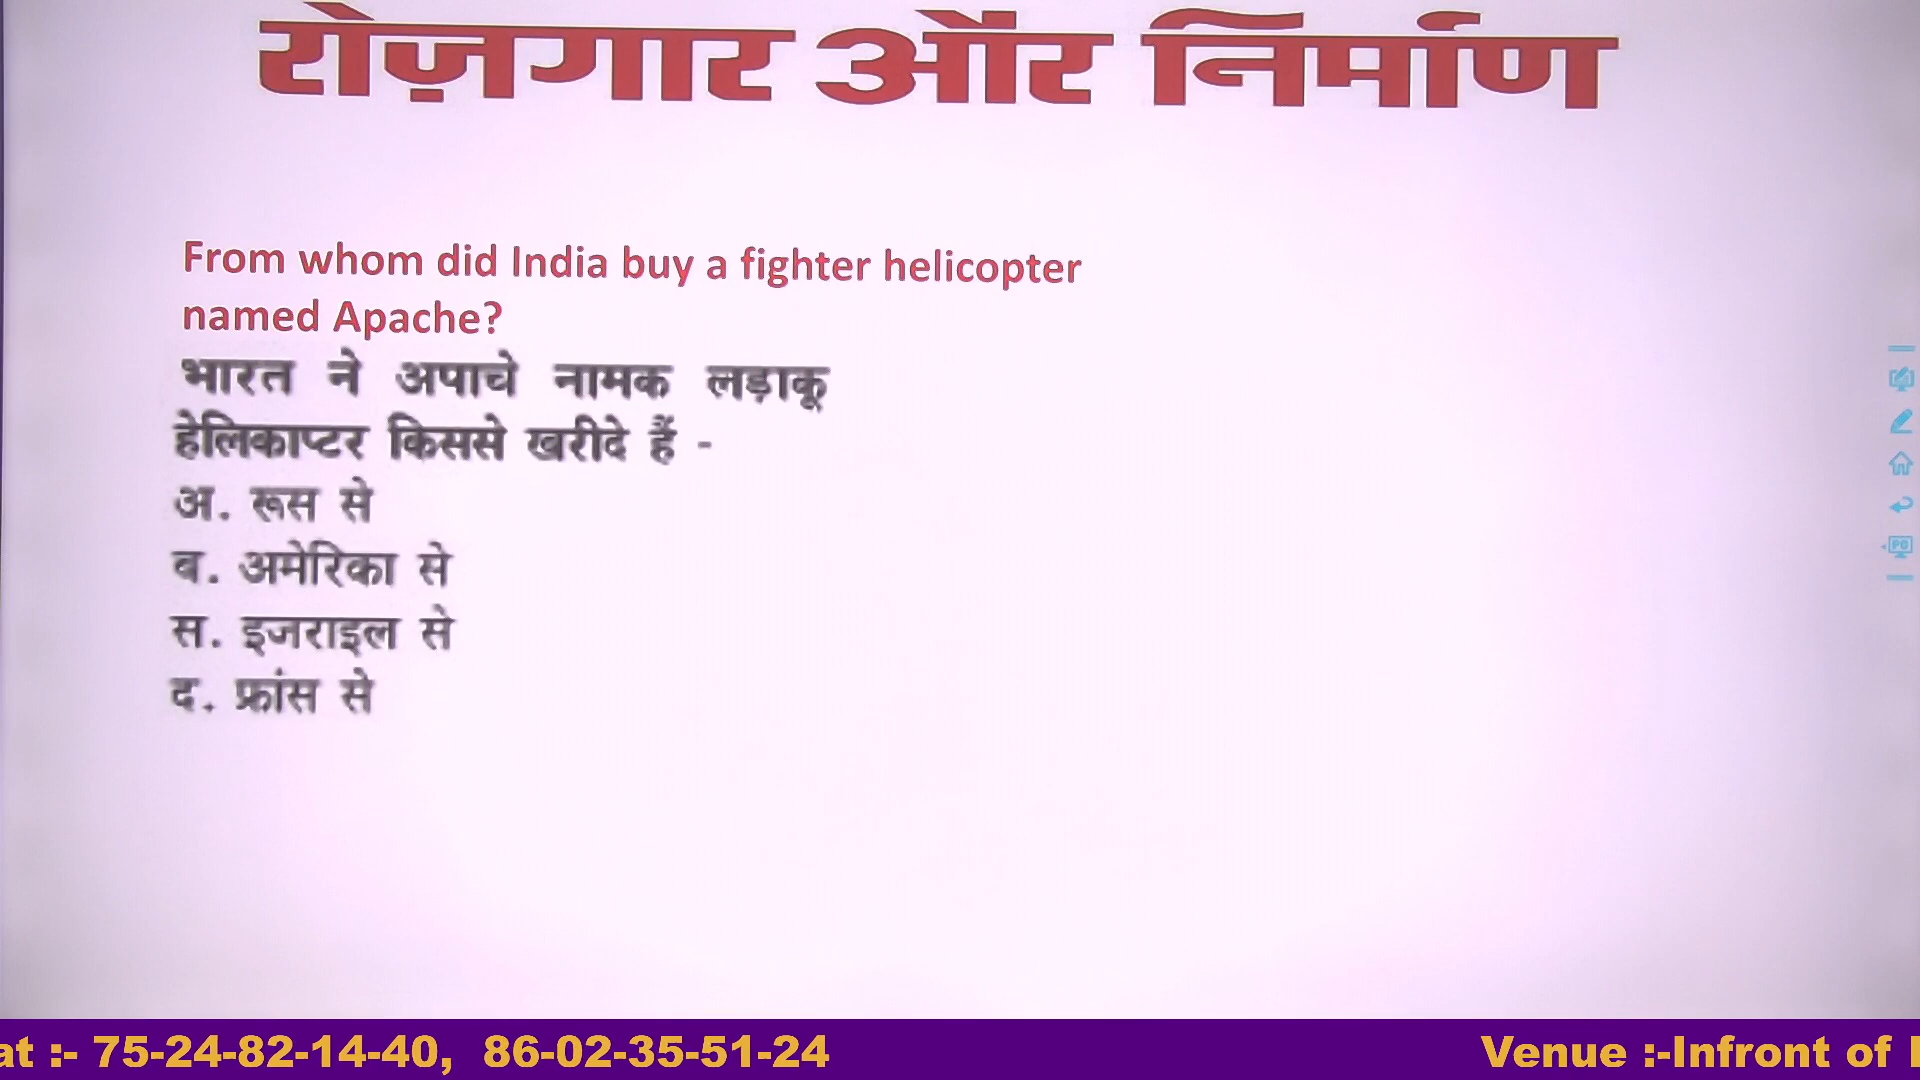 रोज़गार और निर्माण
From whom did India buy a fighter helicopter
named Apache?
भारत ने अपाचे नामक लड़ाकू
हेलिकाप्टर किससे खरीदे हैं -
अ. रूस से
ब. अमेरिका से
स. इजराइल से
द. फ्रांस से
PC
at :- 75-24-82-14-40, 86-02-35-51-24
Venue :-Infront of